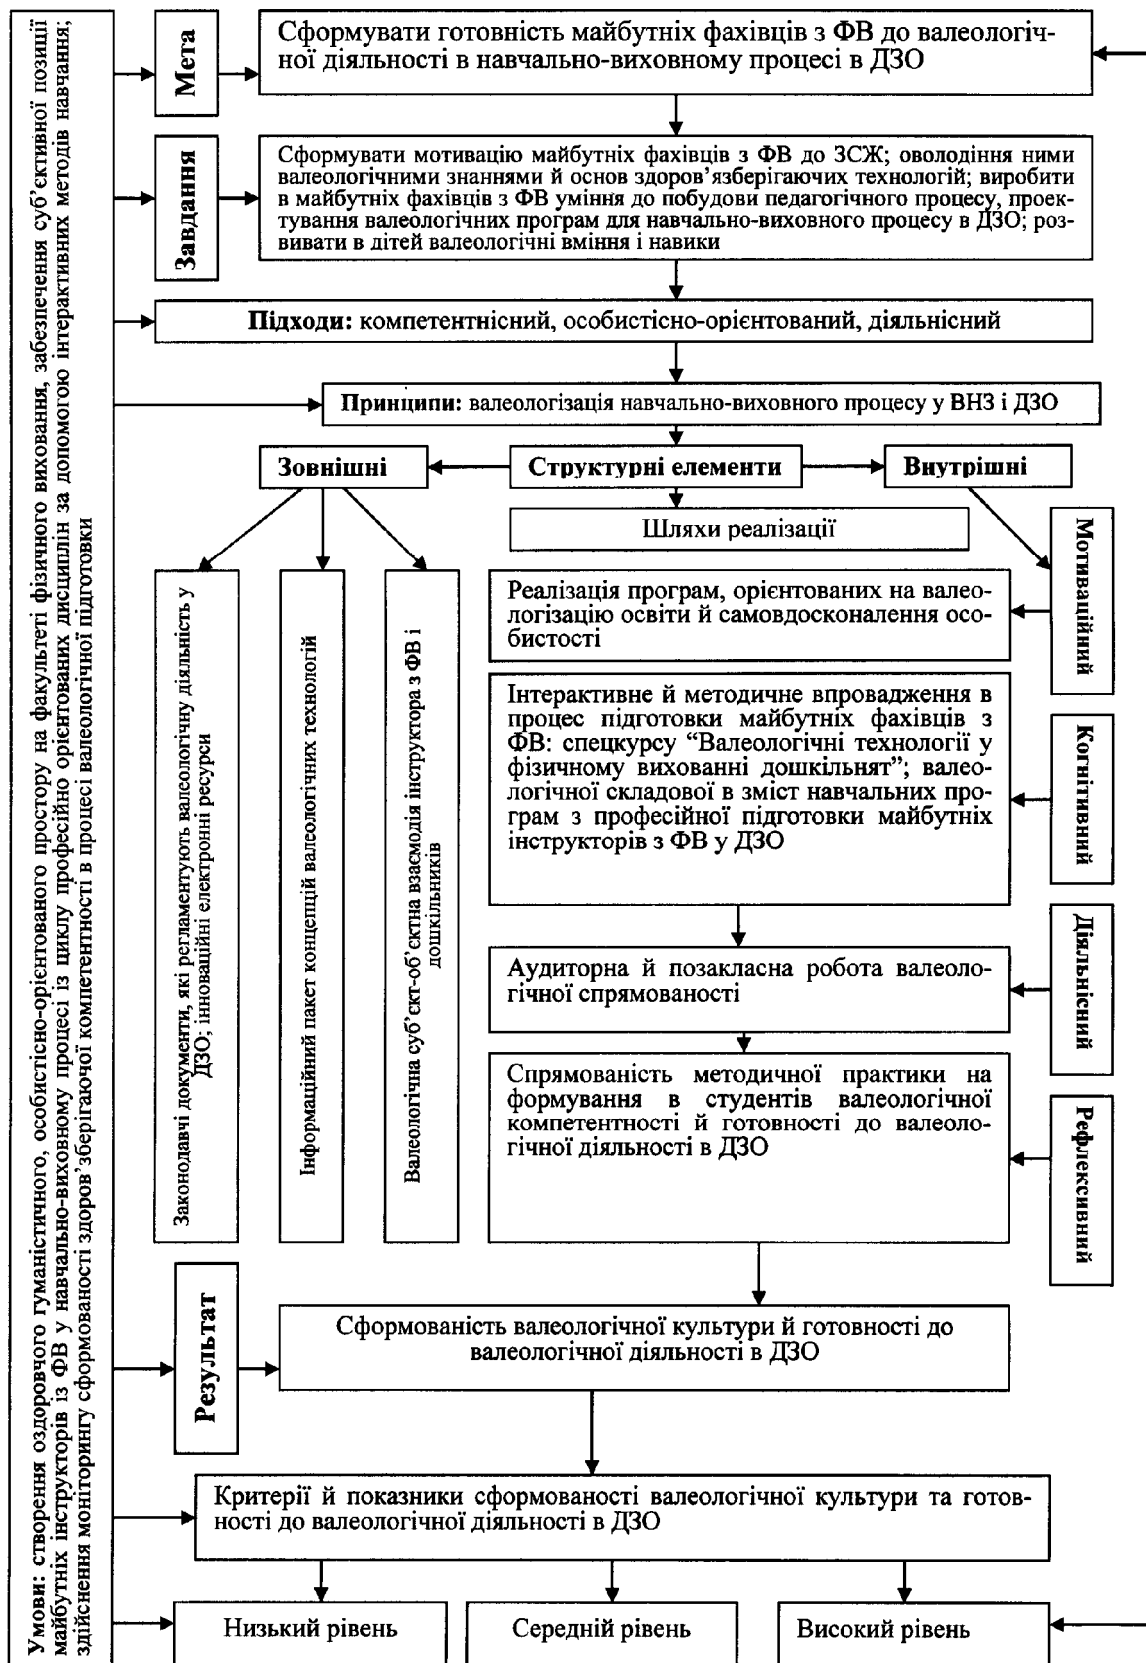 Умови: створення оздоровчого гуманістичного, особистісно-орієнтованого простору на факультеті фізичного виховання, забезпечення суб’єктивної позиції
майбутніх інструкторів із ФВ у навчально-виховному процесі із циклу професійно орієнтованих дисциплін за допомогою інтерактивних методів навчання;
здійснення моніторингу сформованості здоров’язберігаючої компетентності в процесі валеологічної підготовки
Мета
Сформувати готовність майбутніх фахівців з ФВ до валеологіч-
ної діяльності в навчально-виховному процесі в ДЗО
Завдання
Сформувати мотивацію майбутніх фахівців з ФВ до ЗСЖ; оволодіння ними
валеологічними знаннями й основ здоров’язберігаючих технологій; виробити
в майбутніх фахівців з ФВ уміння до побудови педагогічного процесу, проек-
тування валеологічних програм для навчально-виховного процесу в ДЗО; роз-
вивати в дітей валеологічні вміння і навики
Підходи: компетентнісний, особистісно-орієнтований, діяльнісний
Принципи: валеологізація навчально-виховного процесу у ВНЗ і ДЗО
Зовнішні
Структурні елементи
Внутрішні
Шляхи реалізації
Законодавчі документи, які регламентують валеологічну діяльність у
ДЗО; інноваційні електронні ресурси
Інформаційний пакет концепцій валеологічних технологій
Валеологічна суб’єкт-об’єктна взаємодія інструктора з ФВ і
дошкільників
Реалізація програм, орієнтованих на валео-
логізацію освіти й самовдосконалення осо-
бистості
Мотиваційний
Інтерактивне й методичне впровадження в
процес підготовки майбутніх фахівців з
ФВ: спецкурсу “Валеологічні технології у
фізичному вихованні дошкільнят”; валео-
логічної складової в зміст навчальних про-
грам з професійної підготовки майбутніх
інструкторів з ФВ у ДЗО
Когнітивний
Аудиторна й позакласна робота валеоло-
гічної спрямованості
Діяльнісний
Спрямованість методичної практики на
формування в студентів валеологічної
компетентності й готовності до валеоло-
гічної діяльності в ДЗО
Рефлексивний
Результат
Сформованість валеологічної культури й готовності до
валеологічної діяльності в ДЗО
Критерії й показники сформованості валеологічної культури та готов-
ності до валеологічної діяльності в ДЗО
Низький рівень
Середній рівень
Високий рівень